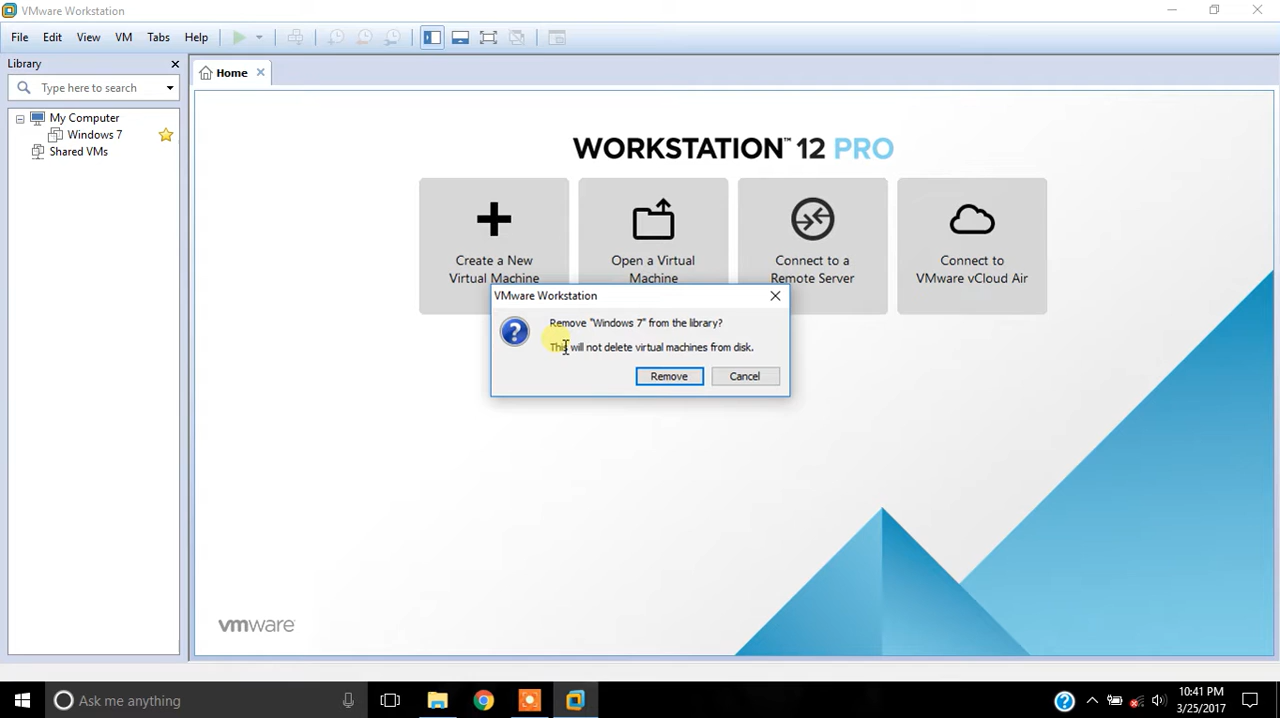 VMware Workstation
File Edit View VM Tabs Help
Library
Type here to search
My Computer
Windows 7
Shared VMs
Home
WORKSTATION™ 12 PRO
Create a New
Virtual Machine
Open a Virtual
Machine
Connect to a
Remote Server
Connect to
VMware vCloud Air
VMware Workstation
Remove "Windows 7" from the library?
This will not delete virtual machines from disk.
Remove Cancel
vmware
Ask me anything
10:41 PM
3/25/2017